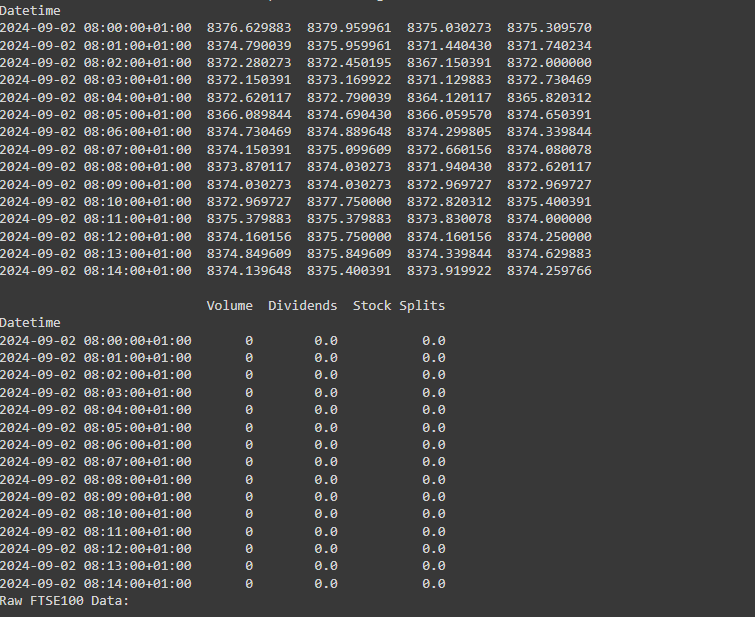 Datetime
2024-09-02 08:00:00+01:00  8376.629883  8379.959961  8375.030273  8375.309570
2024-09-02 08:01:00+01:00  8374.790039  8375.959961  8371.440430  8371.740234
2024-09-02 08:02:00+01:00  8372.280273  8372.450195  8367.150391  8372.000000
2024-09-02 08:03:00+01:00  8372.150391  8373.169922  8371.129883  8372.730469
2024-09-02 08:04:00+01:00  8372.620117  8372.790039  8364.120117  8365.820312
2024-09-02 08:05:00+01:00  8366.089844  8374.690430  8366.059570  8374.650391
2024-09-02 08:06:00+01:00  8374.730469  8374.889648  8374.299805  8374.339844
2024-09-02 08:07:00+01:00  8374.150391  8375.099609  8372.660156  8374.080078
2024-09-02 08:08:00+01:00  8373.870117  8374.030273  8371.940430  8372.620117
2024-09-02 08:09:00+01:00  8374.030273  8374.030273  8372.969727  8372.969727
2024-09-02 08:10:00+01:00  8372.969727  8377.750000  8372.820312  8375.400391
2024-09-02 08:11:00+01:00  8375.379883  8375.379883  8373.830078  8374.000000
2024-09-02 08:12:00+01:00  8374.160156  8375.750000  8374.160156  8374.250000
2024-09-02 08:13:00+01:00  8374.849609  8375.849609  8374.339844  8374.629883
2024-09-02 08:14:00+01:00  8374.139648  8375.400391  8373.919922  8374.259766
Volume  Dividends  Stock Splits
Datetime
2024-09-02 08:00:00+01:00  0  0.0  0.0
2024-09-02 08:01:00+01:00  0  0.0  0.0
2024-09-02 08:02:00+01:00  0  0.0  0.0
2024-09-02 08:03:00+01:00  0  0.0  0.0
2024-09-02 08:04:00+01:00  0  0.0  0.0
2024-09-02 08:05:00+01:00  0  0.0  0.0
2024-09-02 08:06:00+01:00  0  0.0  0.0
2024-09-02 08:07:00+01:00  0  0.0  0.0
2024-09-02 08:08:00+01:00  0  0.0  0.0
2024-09-02 08:09:00+01:00  0  0.0  0.0
2024-09-02 08:10:00+01:00  0  0.0  0.0
2024-09-02 08:11:00+01:00  0  0.0  0.0
2024-09-02 08:12:00+01:00  0  0.0  0.0
2024-09-02 08:13:00+01:00  0  0.0  0.0
2024-09-02 08:14:00+01:00  0  0.0  0.0
Raw FTSE100 Data: